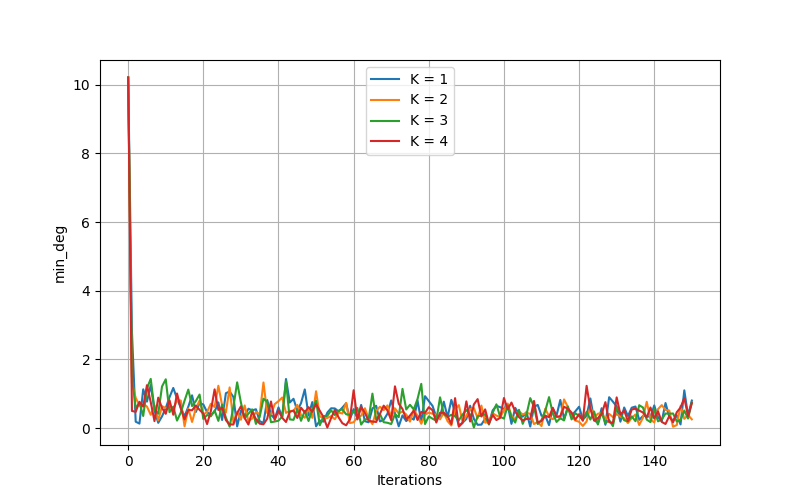 K = 1
K = 2
K = 3
K = 4
10
8
6
4
2
0
min_deg
0 20 40 60 80 100 120 140
Iterations